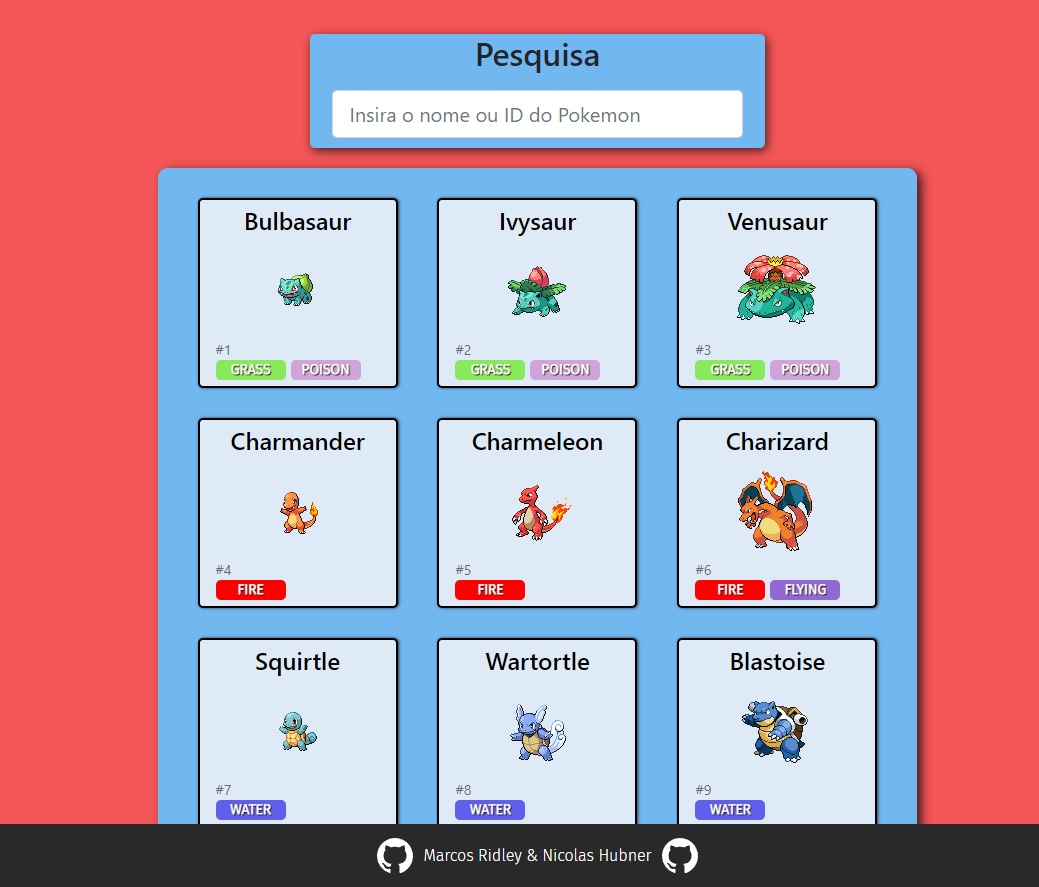 Pesquisa
Insira o nome ou ID do Pokemon
Bulbasaur
#1
GRASS POISON
Ivysaur
#2
GRASS POISON
Venusaur
#3
GRASS POISON
Charmander
#4
FIRE
Charmeleon
#5
FIRE
Charizard
#6
FIRE FLYING
Squirtle
#7
WATER
Wartortle
#8
WATER
Blastoise
#9
WATER
Marcos Ridley & Nicolas Hubner